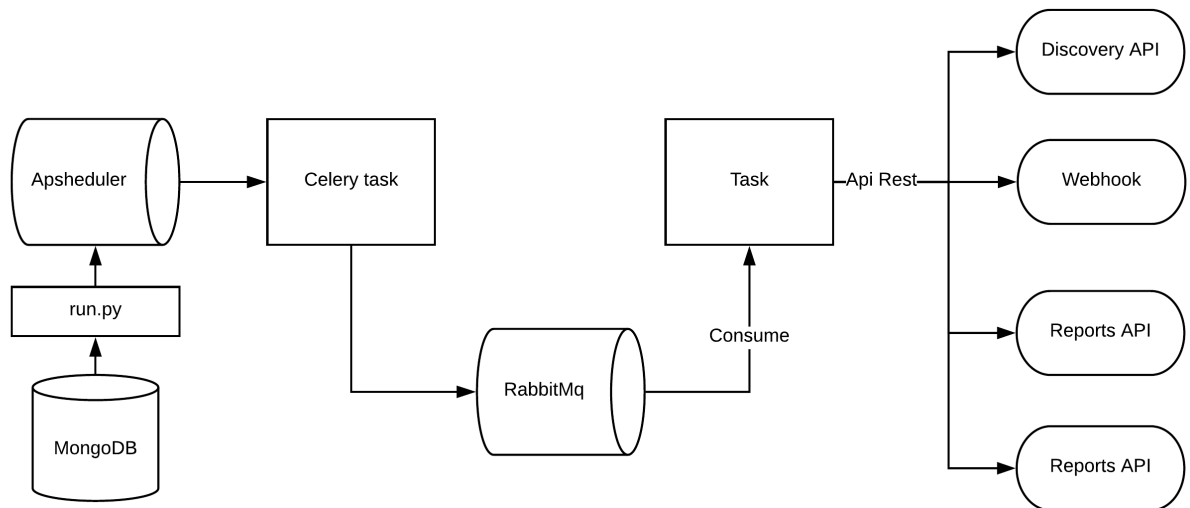 Discovery API
Apsheduler
Celery task
Task
Api Rest
Webhook
run.py
Consume
Reports API
RabbitMq
MongoDB
Reports API